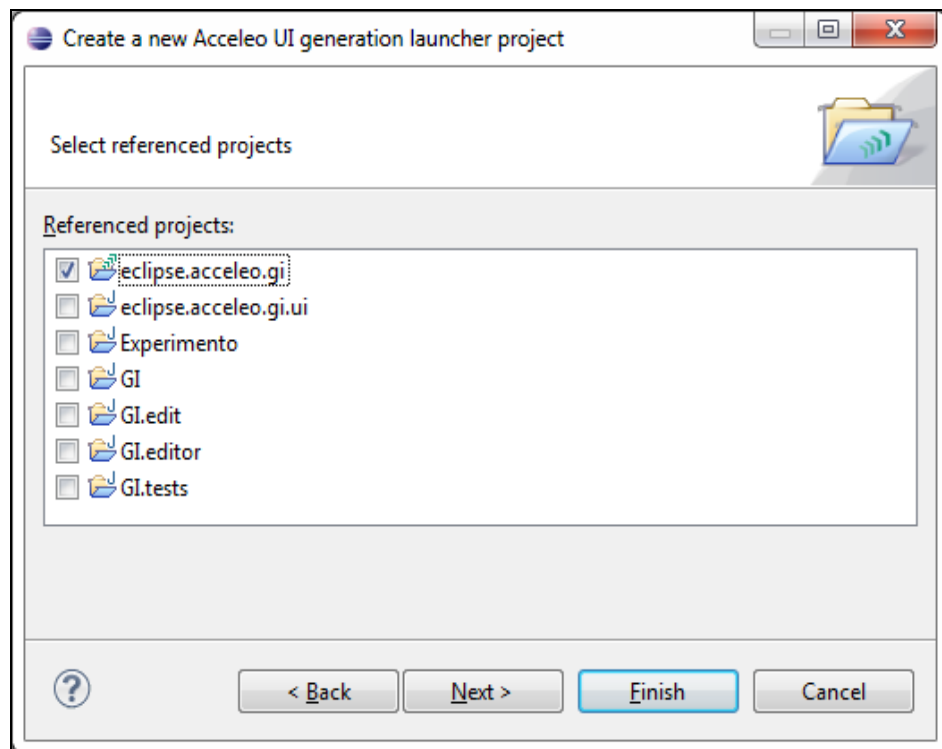 Create a new Acceleo UI generation launcher project
Select referenced projects
Referenced projects:
eclipse.acceleo.gi
eclipse.acceleo.gi.ui
Experimento
GI
GI.edit
GI.editor
GI.tests
?
< Back Next > Finish Cancel